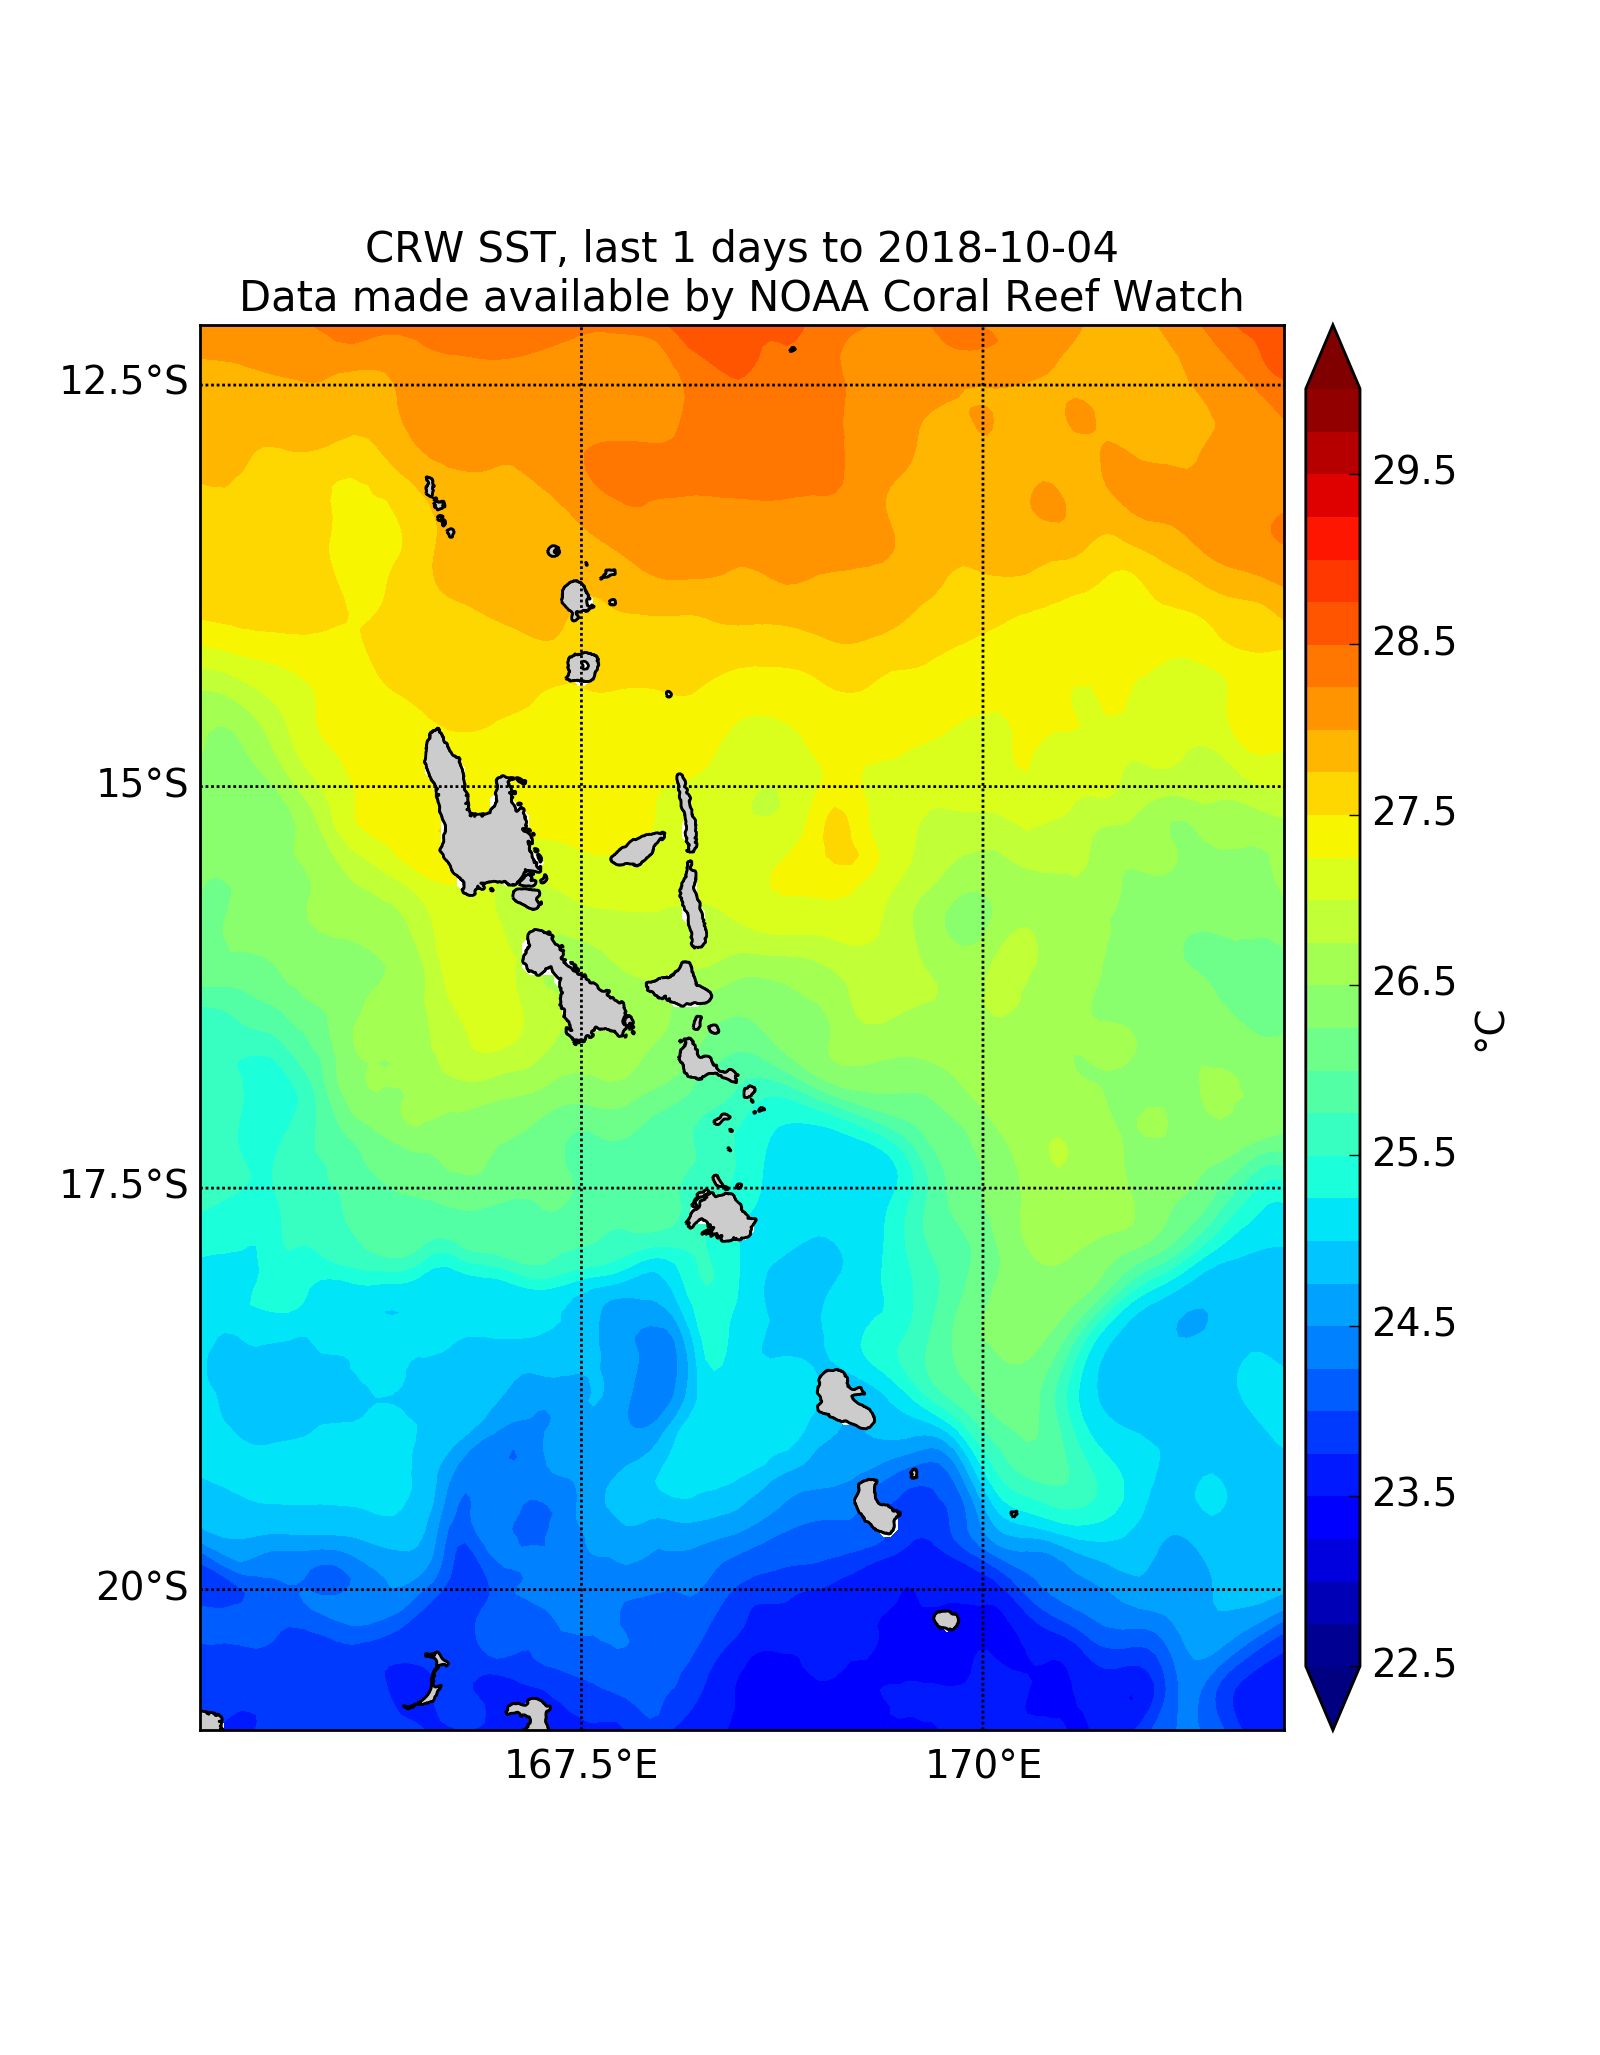 CRW SST, last 1 days to 2018-10-04
Data made available by NOAA Coral Reef Watch
12.5°S
15°S
17.5°S
20°S
167.5°E
170°E
29.5
28.5
27.5
26.5
25.5
24.5
23.5
22.5
°C